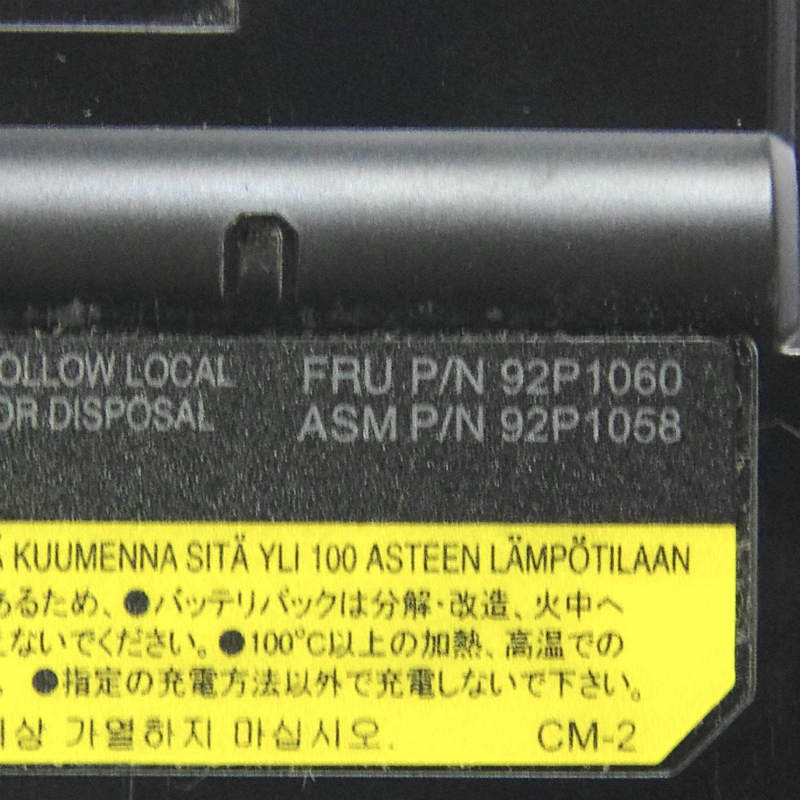 OLLOW LOCAL
OR DISPOSAL
FRU P/N 92P1060
ASM P/N 92P1058
KUUMENNA SITÄ YLI 100 ASTEEN LÄMPÖTILAAN
あるため、●バッテリパックは分解・改造、火中へ
えないでください。●100°C以上の加熱、高温での
●指定の充電方法以外で充電しないで下さい。
이상 가열하지 마십시오.
CM-2